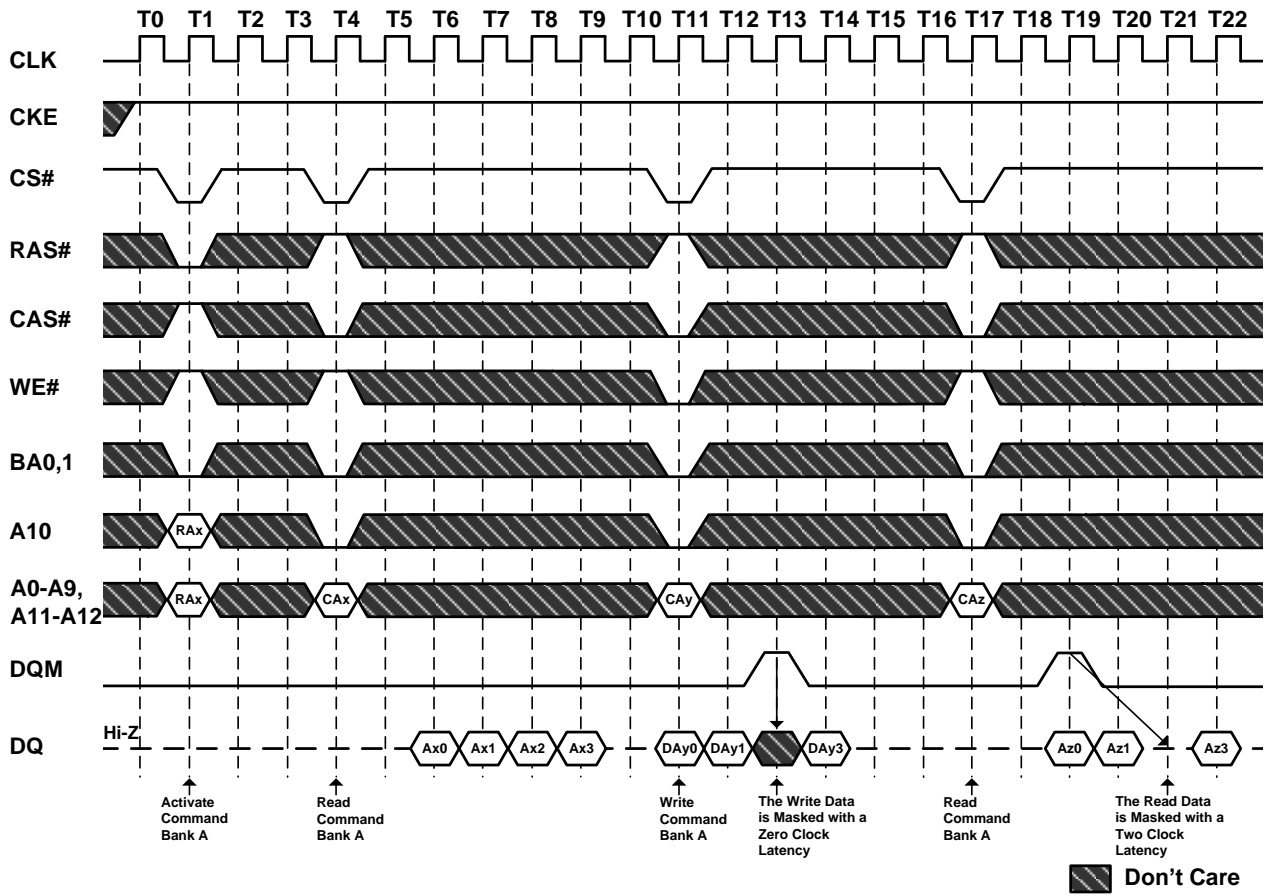 T0 T1 T2 T3 T4 T5 T6 T7 T8 T9 T10 T11 T12 T13 T14 T15 T16 T17 T18 T19 T20 T21 T22
CLK
CKE
CS#
RAS#
CAS#
WE#
BA0,1
A10
RAx
A0-A9,
A11-A12
RAx CAx CAy CAz
DQM
Hi-Z
DQ
Ax0 Ax1 Ax2 Ax3 DAy0 DAy1 DAy3 Az0 Az1 Az3
Activate
Command
Bank A
Read
Command
Bank A
Write
Command
Bank A
The Write Data
is Masked with a
Zero Clock
Latency
Read
Command
Bank A
The Read Data
is Masked with a
Two Clock
Latency
Don't Care